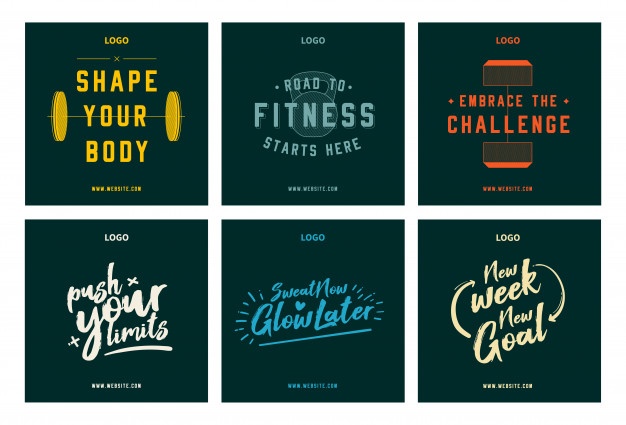 LOGO
SHAPE
YOUR
BODY
WWW.WEBSITE.COM
LOGO
ROAD TO
FITNESS
STARTS HERE
WWW.WEBSITE.COM
LOGO
EMBRACE THE
CHALLENGE
WWW.WEBSITE.COM
LOGO
push
your
limits
WWW.WEBSITE.COM
LOGO
Sweat Now
Glow Later
WWW.WEBSITE.COM
LOGO
New
week
New
Goal
WWW.WEBSITE.COM